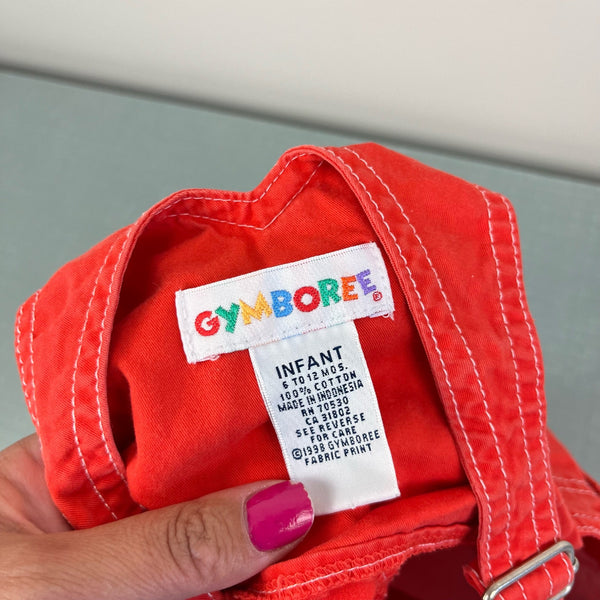 GYMBOREE®
INFANT
6 TO 12 MOS.
100% COTTON
MADE IN INDONESIA
RN 70530
CA 31802
SEE REVERSE
FOR CARE
©1998 GYMBOREE
FABRIC PRINT